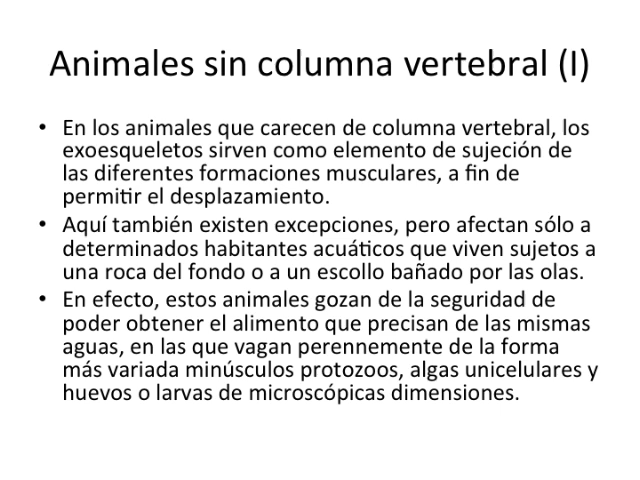 Animales sin columna vertebral (I)
• En los animales que carecen de columna vertebral, los
exoesqueletos sirven como elemento de sujeción de
las diferentes formaciones musculares, a fin de
permitir el desplazamiento.
• Aquí también existen excepciones, pero afectan sólo a
determinados habitantes acuáticos que viven sujetos a
una roca del fondo o a un escollo bañado por las olas.
• En efecto, estos animales gozan de la seguridad de
poder obtener el alimento que precisan de las mismas
aguas, en las que vagan perennemente de la forma
más variada minúsculos protozoos, algas unicelulares y
huevos o larvas de microscópicas dimensiones.